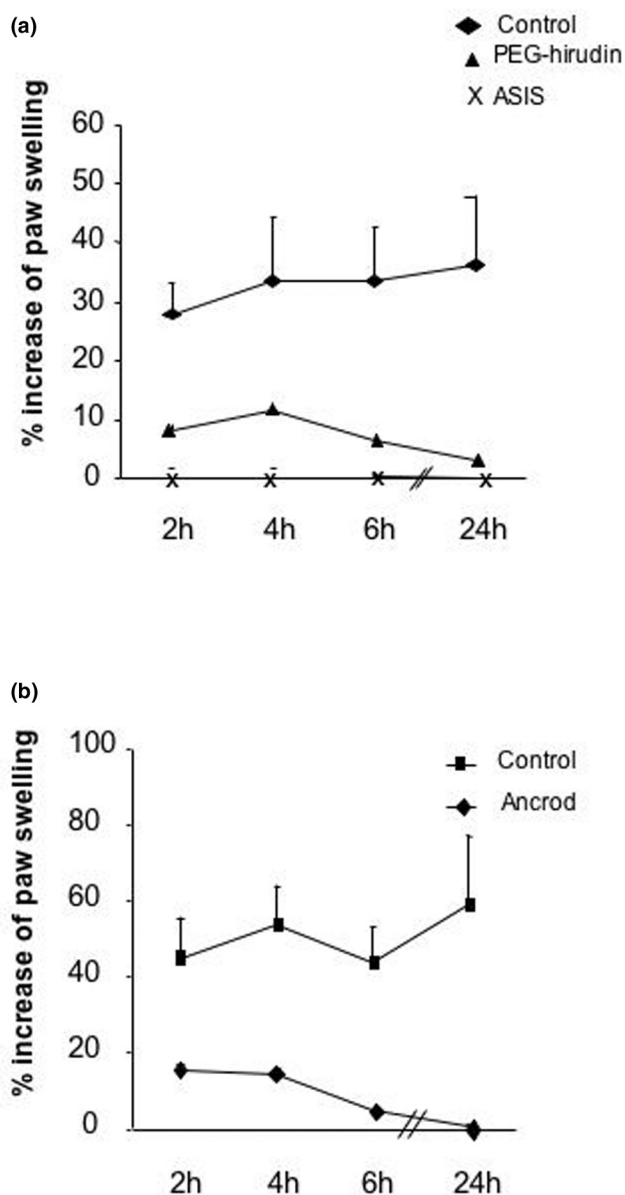 (a)
Control
PEG-hirudin
X ASIS
% increase of paw swelling
60
50
40
30
20
10
0
2h 4h 6h 24h
(b)
% increase of paw swelling
100
80
60
40
20
0
Control
Ancrod
2h 4h 6h 24h